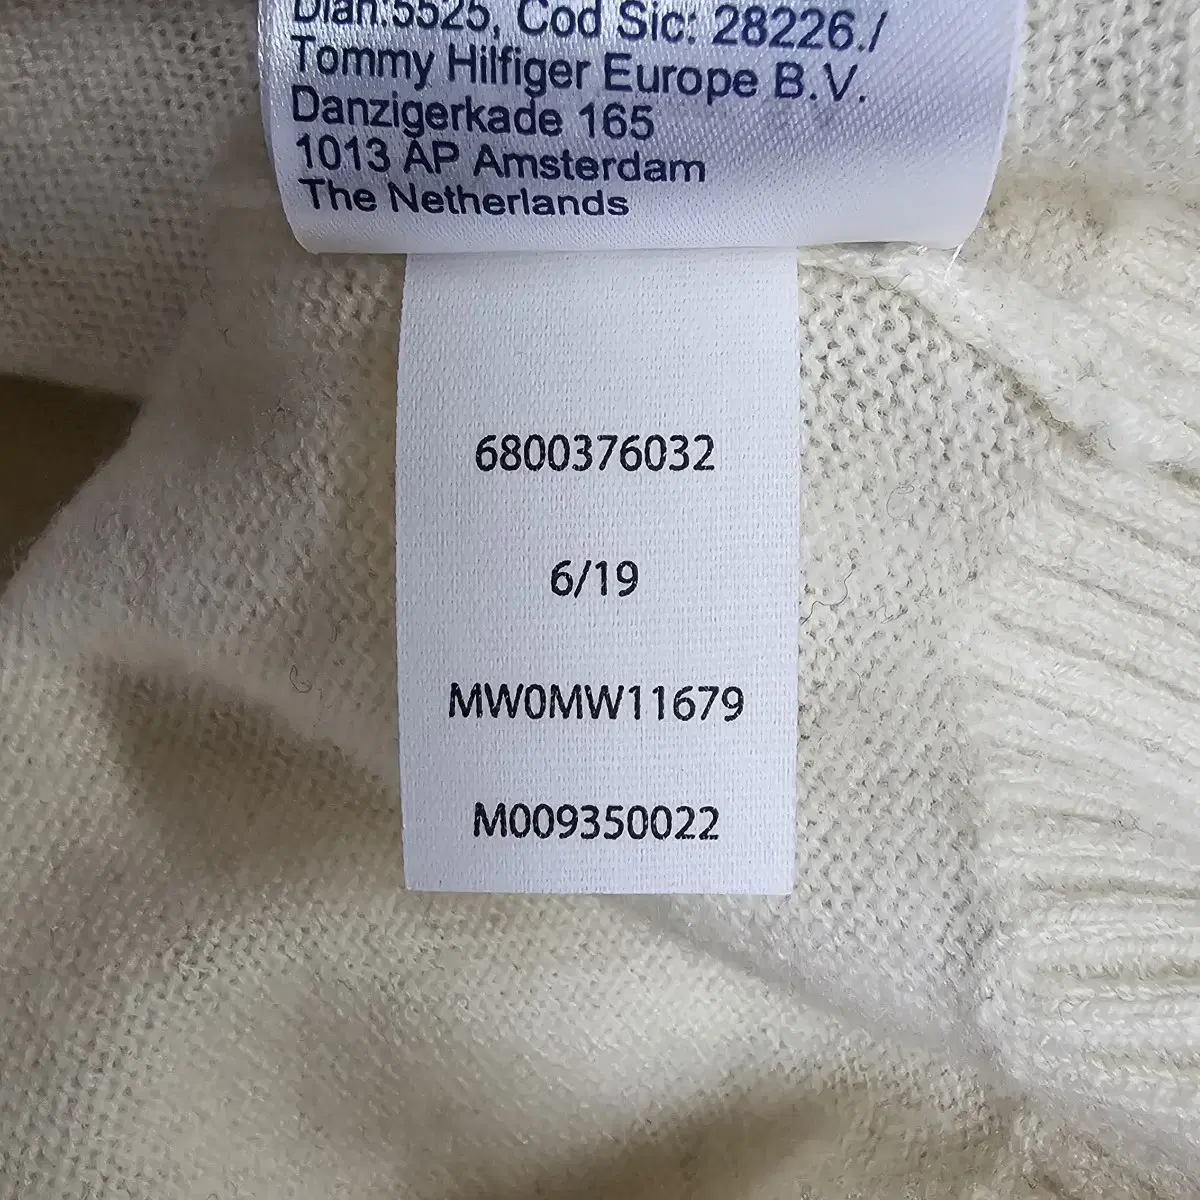 Dian:5525, Cod Sic: 28226./
Tommy Hilfiger Europe B.V.
Danzigerkade 165
1013 AP Amsterdam
The Netherlands
6800376032
6/19
MW0MW11679
M009350022